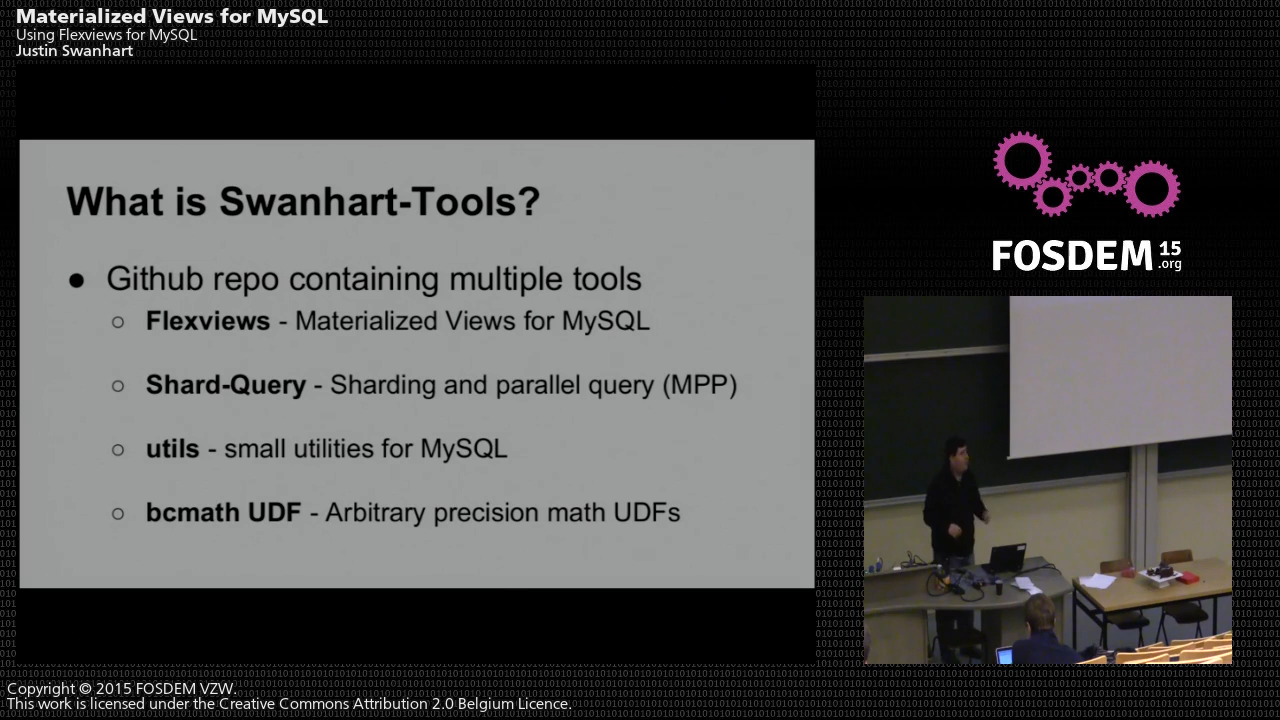 Materialized Views for MySQL
Using Flexviews for MySQL
Justin Swanhart
What is Swanhart-Tools?
● Github repo containing multiple tools
○ Flexviews - Materialized Views for MySQL
○ Shard-Query - Sharding and parallel query (MPP)
○ utils - small utilities for MySQL
○ bcmath UDF - Arbitrary precision math UDFs
FOSDEM 15
.org
Copyright © 2015 FOSDEM VZW.
This work is licensed under the Creative Commons Attribution 2.0 Belgium Licence.